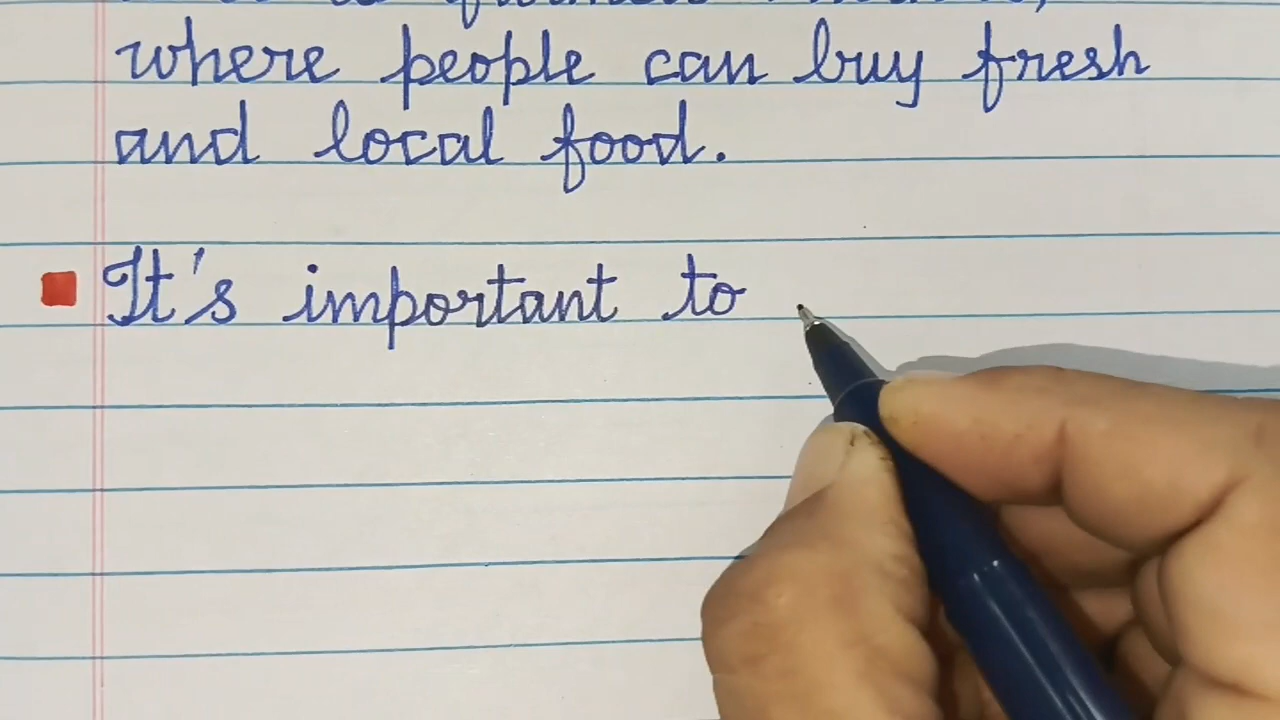 where people can buy fresh
and local food.
It's important to